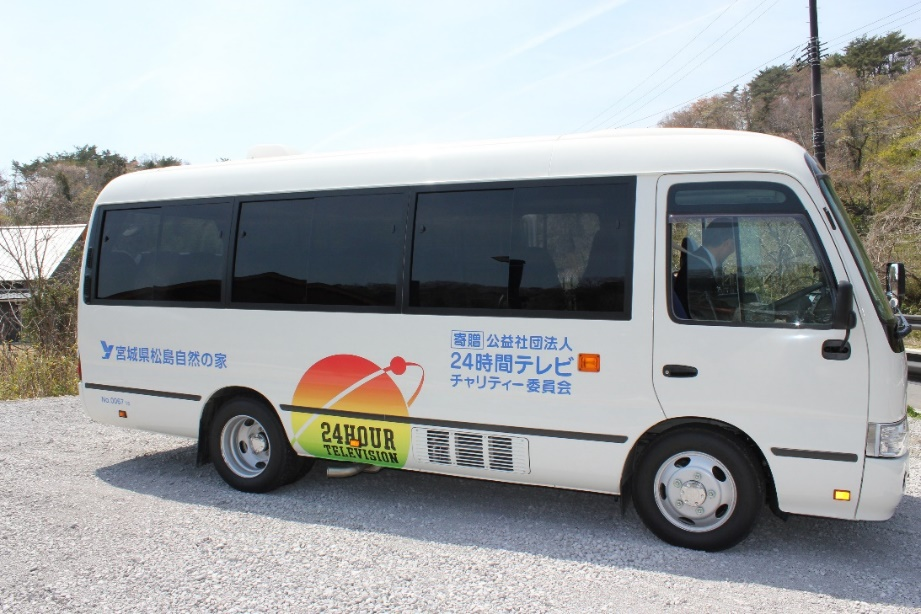 宮城県松島自然の家
寄贈 公益社団法人
24時間テレビ
チャリティー委員会
24HOUR
TELEVISION